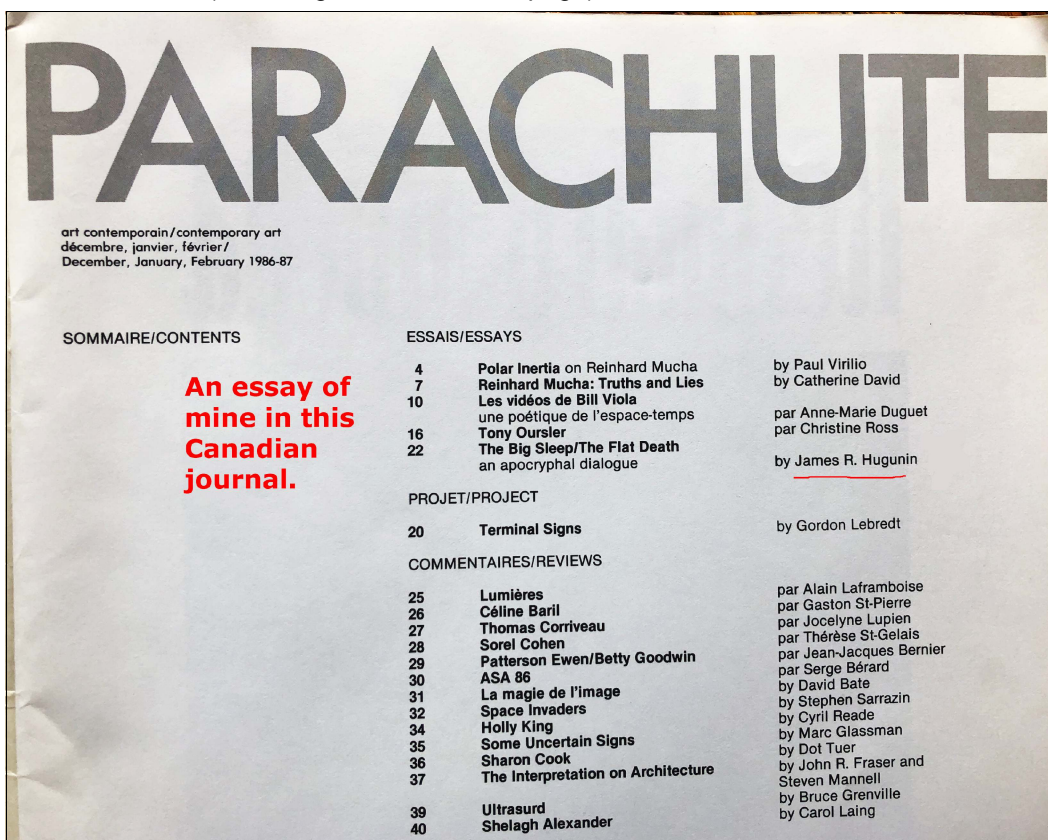 PARACHUTE
art contemporain/contemporary art
décembre, janvier, février/
December, January, February 1986-87
SOMMAIRE/CONTENTS
An essay of
mine in this
Canadian
journal.
ESSAIS/ESSAYS
4 Polar Inertia on Reinhard Mucha by Paul Virilio
7 Reinhard Mucha: Truths and Lies by Catherine David
10 Les vidéos de Bill Viola
une poétique de l'espace-temps par Anne-Marie Duguet
16 Tony Oursler par Christine Ross
22 The Big Sleep/The Flat Death
an apocryphal dialogue by James R. Hugunin
PROJET/PROJECT
20 Terminal Signs by Gordon Lebredt
COMMENTAIRES/REVIEWS
25 Lumières par Alain Laframboise
26 Céline Baril par Gaston St-Pierre
27 Thomas Corriveau par Jocelyne Lupien
28 Sorel Cohen par Thérèse St-Gelais
29 Patterson Ewen/Betty Goodwin par Jean-Jacques Bernier
30 ASA 86 par Serge Bérard
31 La magie de l'image by David Bate
32 Space Invaders by Stephen Sarrazin
34 Holly King by Cyril Reade
35 Some Uncertain Signs by Marc Glassman
36 Sharon Cook by Dot Tuer
37 The Interpretation on Architecture by John R. Fraser and
Steven Mannell
39 Ultrasurd by Bruce Grenville
40 Shelagh Alexander by Carol Laing